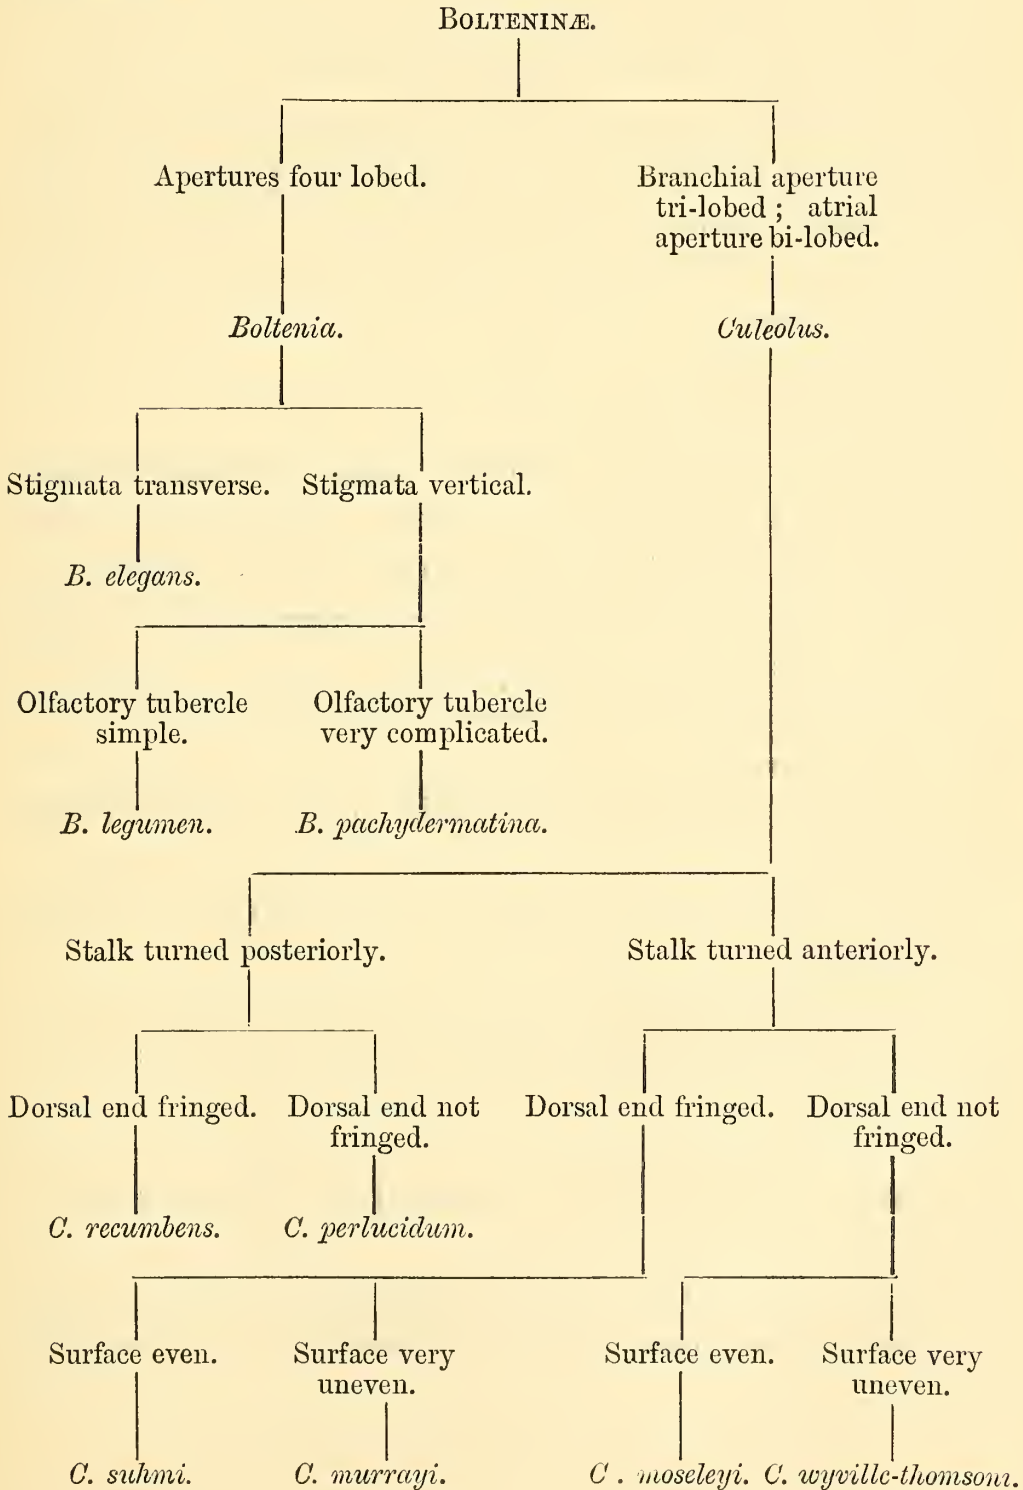 BOLTENINÆ.
Apertures four lobed.
Branchial aperture
tri-lobed ; atrial
aperture bi-lobed.
Boltenia.
Culeolus.
Stigmata transverse.
Stigmata vertical.
B. elegans.
Olfactory tubercle
simple.
Olfactory tubercle
very complicated.
B. legumen.
B. pachydermatina.
Stalk turned posteriorly.
Stalk turned anteriorly.
Dorsal end fringed.
Dorsal end not
fringed.
Dorsal end fringed.
Dorsal end not
fringed.
C. recumbens.
C. perlucidum.
Surface even.
Surface very
uneven.
Surface even.
Surface very
uneven.
C. suhmi.
C. murrayi.
C . moseleyi.
C. wyville-thomsoni.